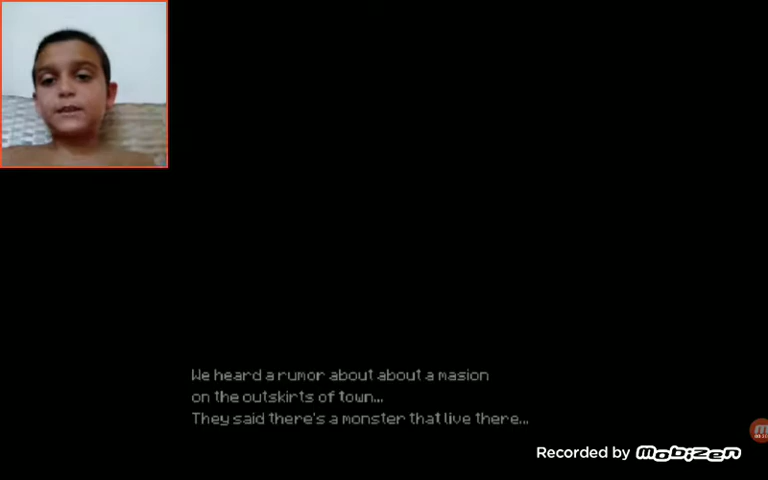 We heard a rumor about about a masion
on the outskirts of town...
They said there's a monster that live there...
Recorded by mobizen